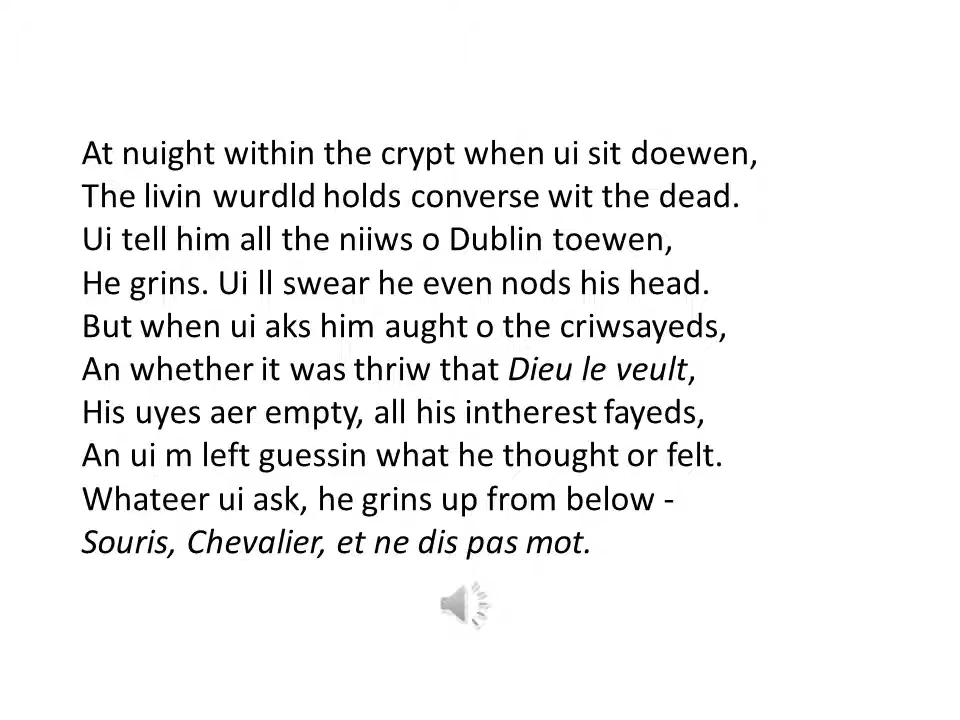 At nuight within the crypt when ui sit doewen,
The livin wurdld holds converse wit the dead.
Ui tell him all the niiws o Dublin toewen,
He grins. Ui ll swear he even nods his head.
But when ui aks him aught o the criwsayeds,
An whether it was thriw that Dieu le veult,
His uyes aer empty, all his intherest fayeds,
An ui m left guessin what he thought or felt.
Whateer ui ask, he grins up from below -
Souris, Chevalier, et ne dis pas mot.